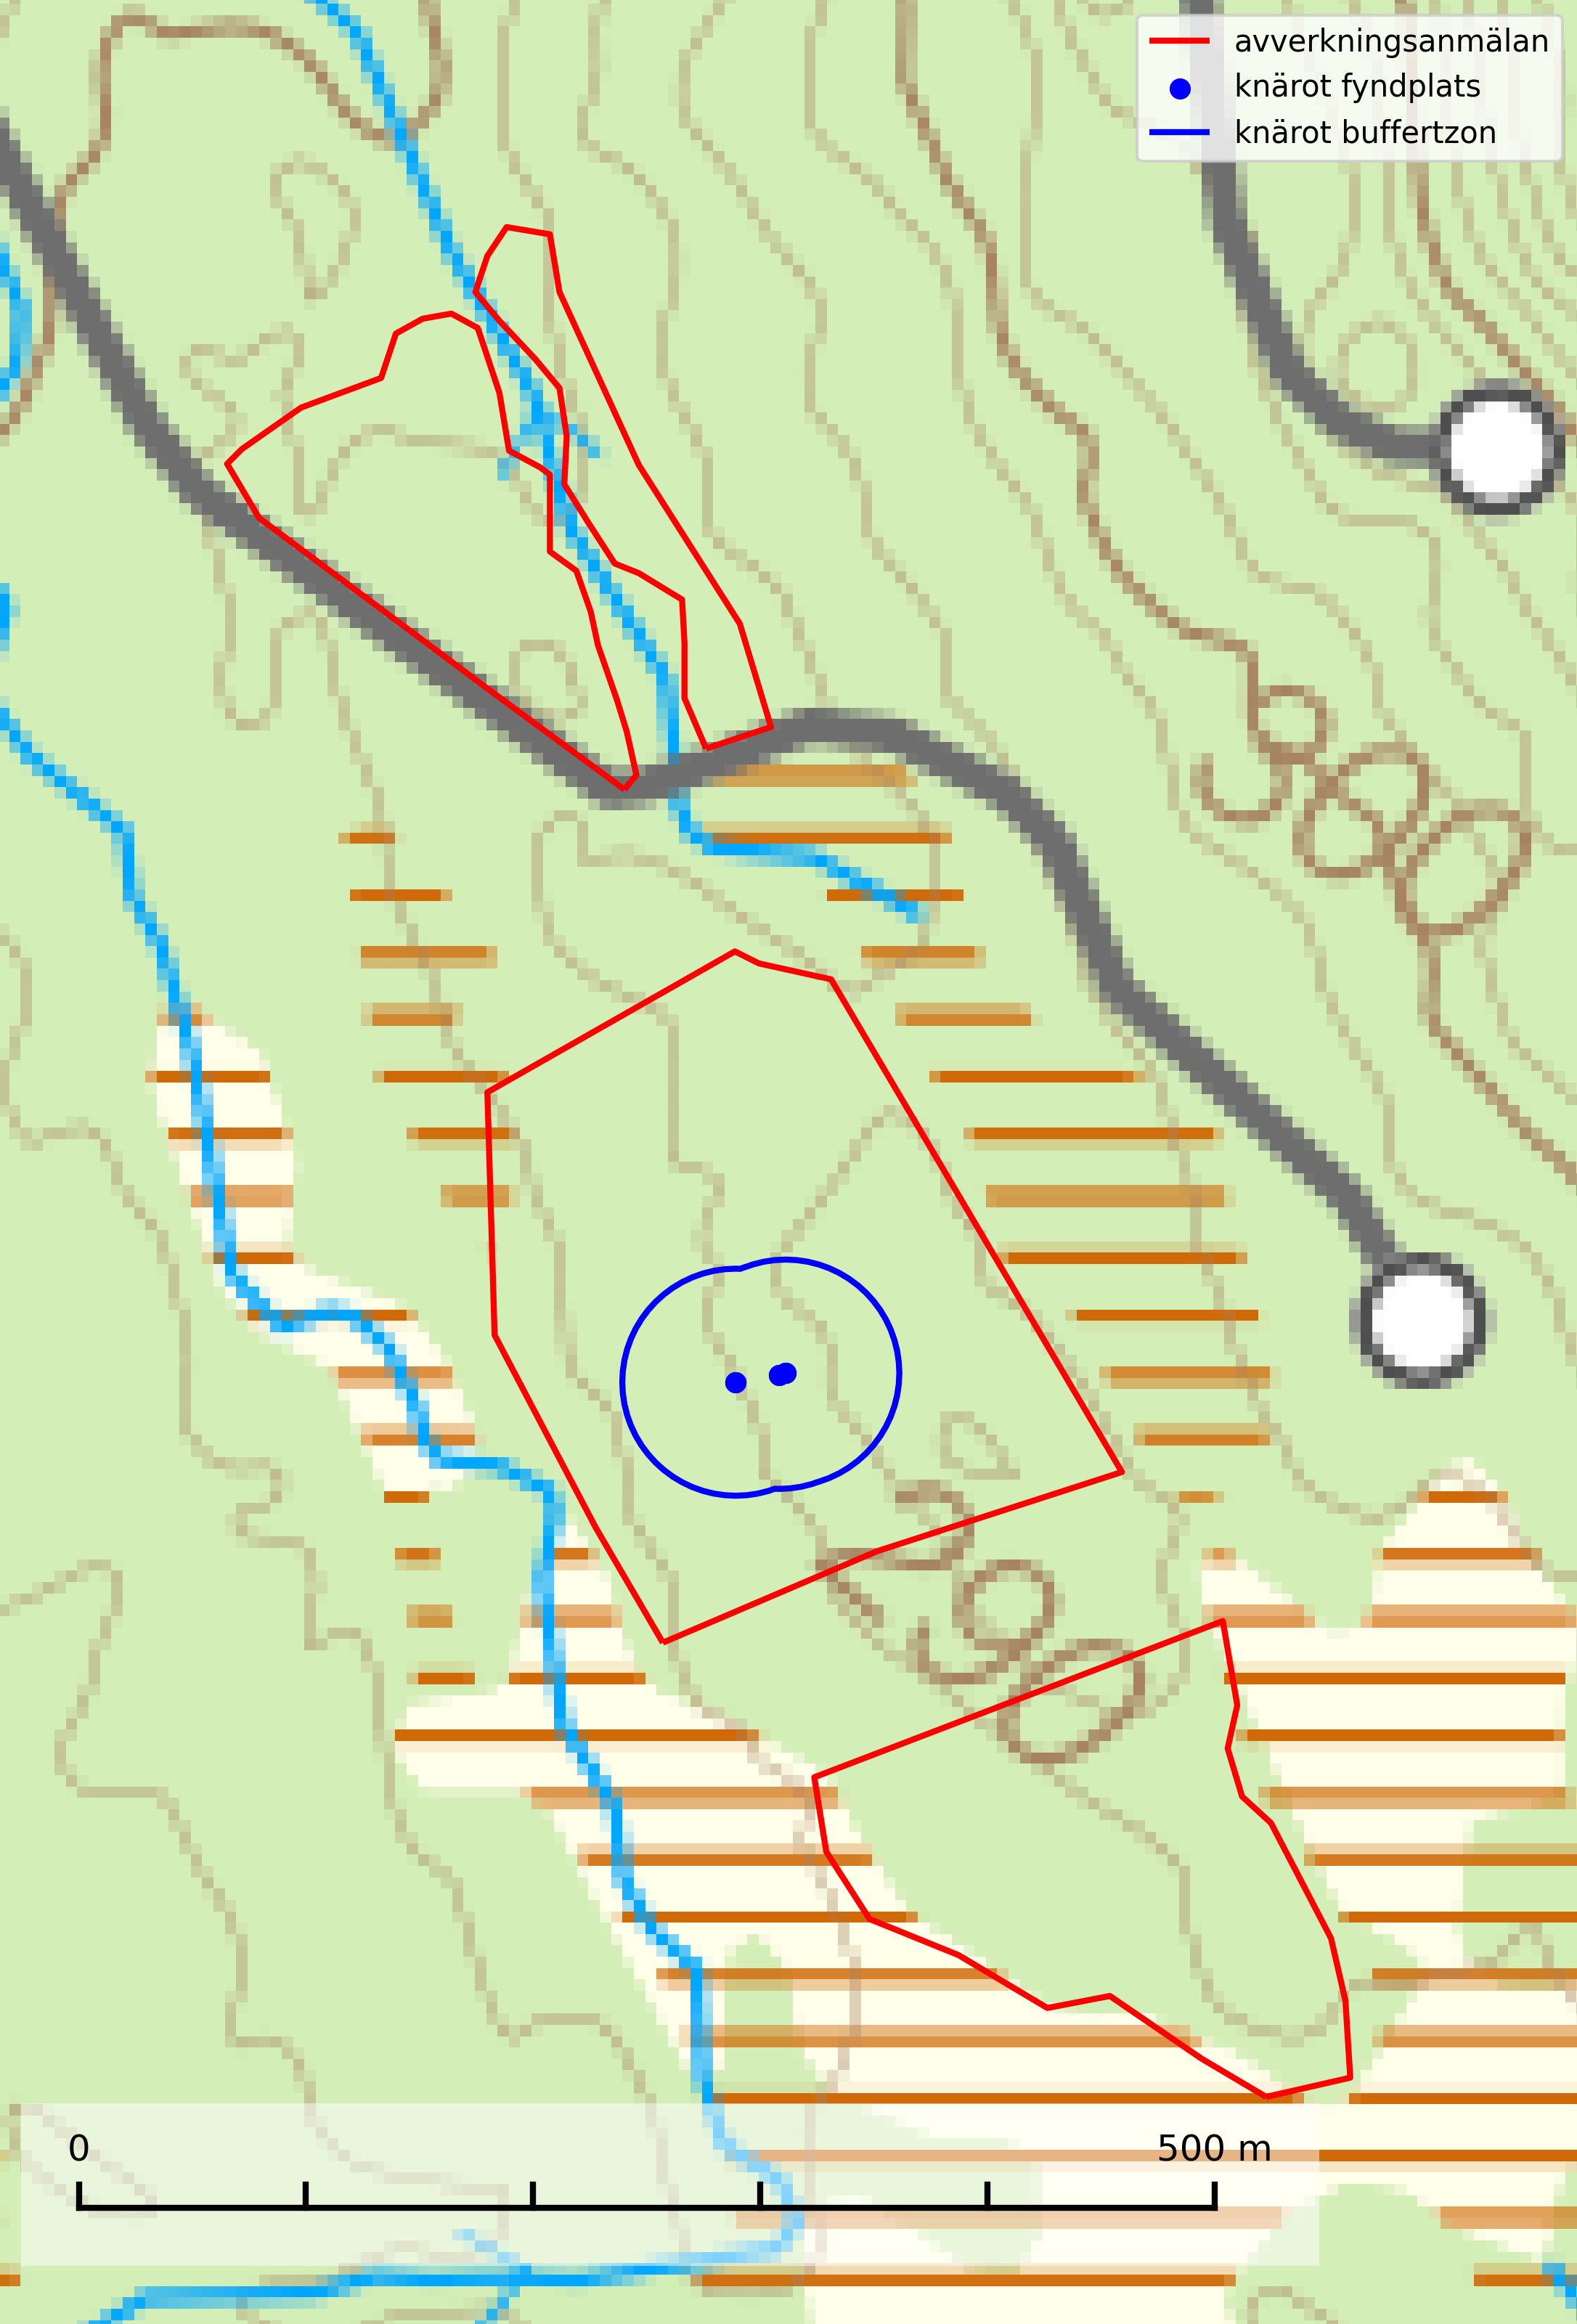 avverkningsanmälan
knärot fyndplats
knärot buffertzon
0
500 m